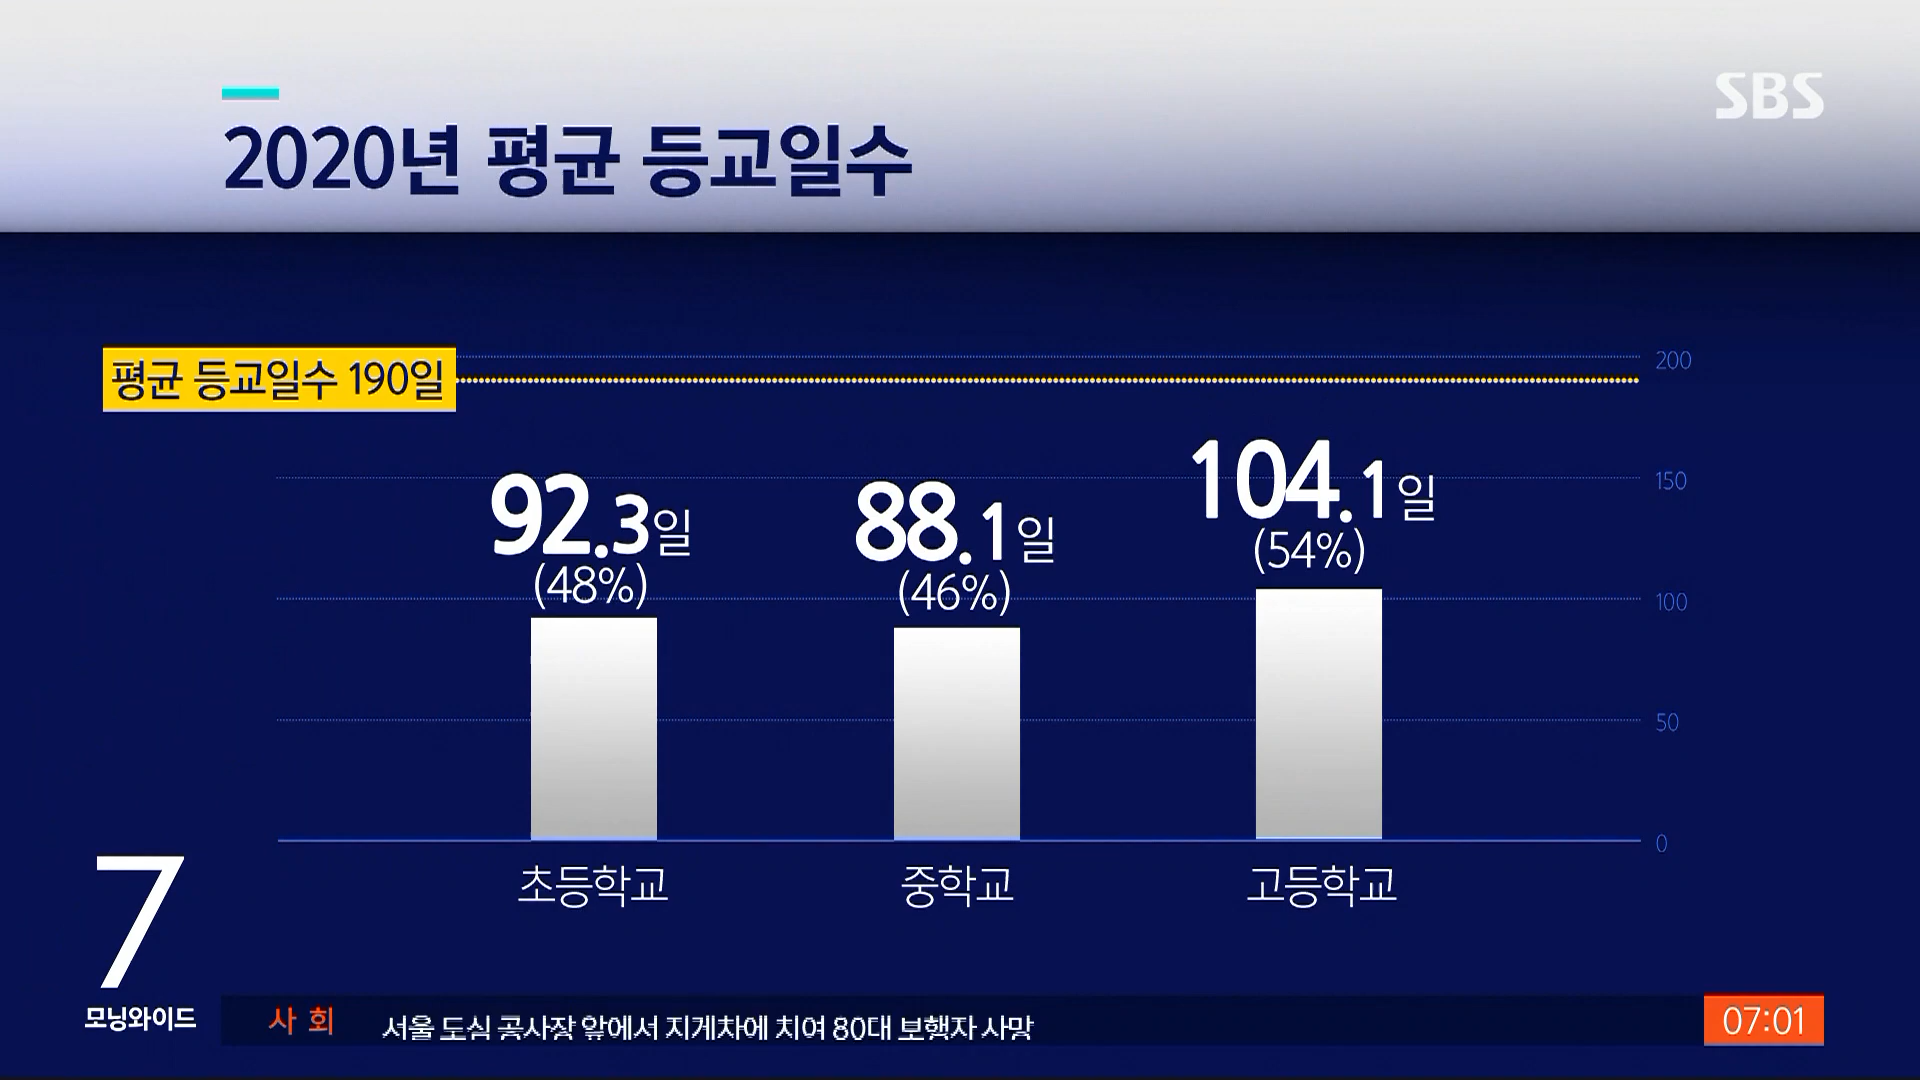 SBS
2020년 평균 등교일수
평균 등교일수 190일
200
150
100
50
0
92.3일
(48%)
88.1일
(46%)
104.1일
(54%)
초등학교
중학교
고등학교
7
모닝와이드
사회
서울 도심 공사장 앞에서 지게차에 치여 80대 보행자 사망
07:01